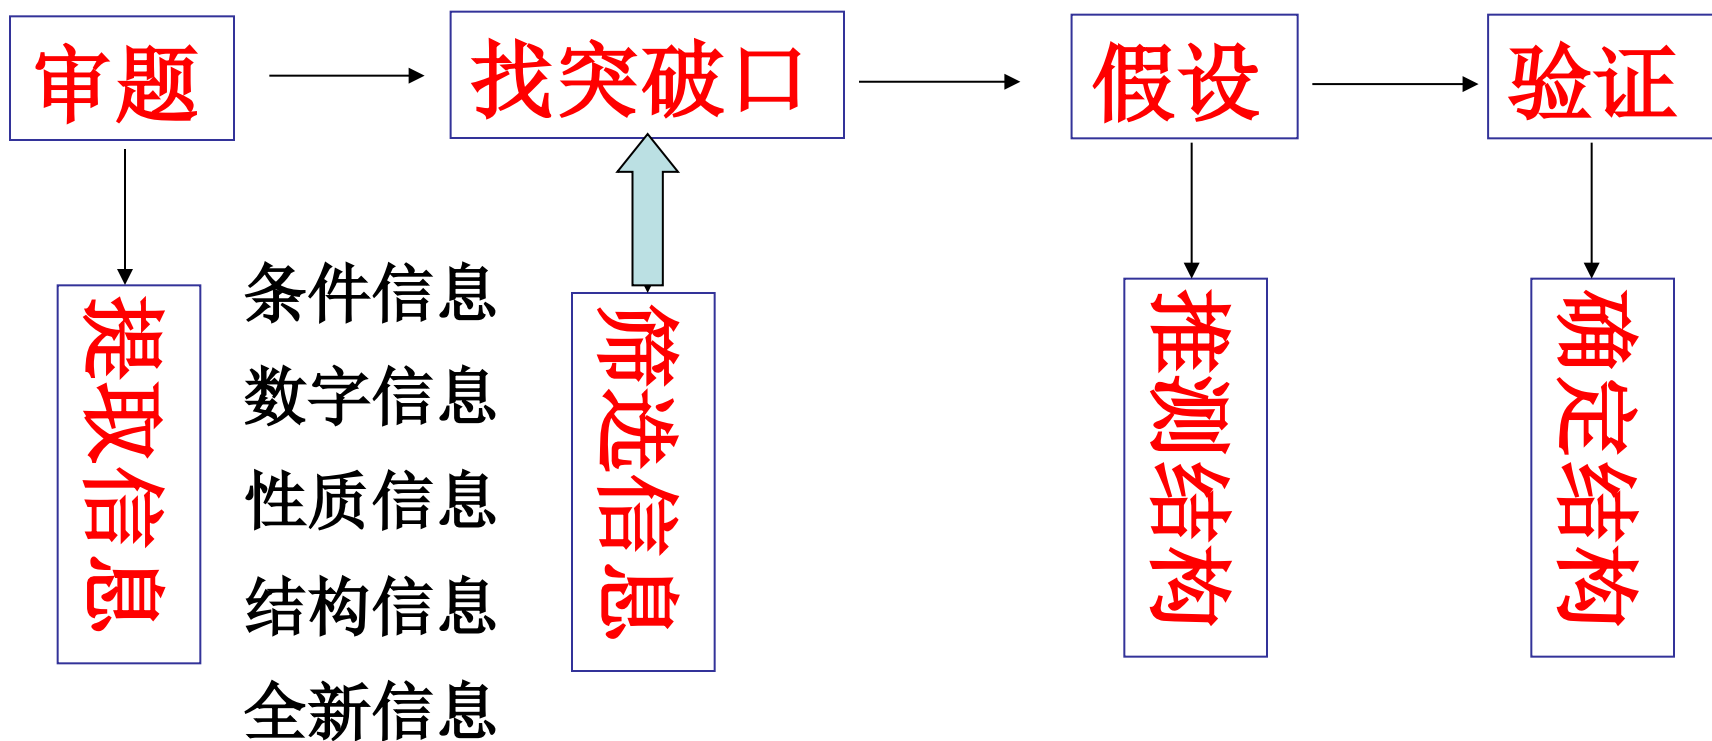 审题
找突破口
假设
验证
提取信息
条件信息
数字信息
性质信息
结构信息
全新信息
筛选信息
推测结构
确定结构